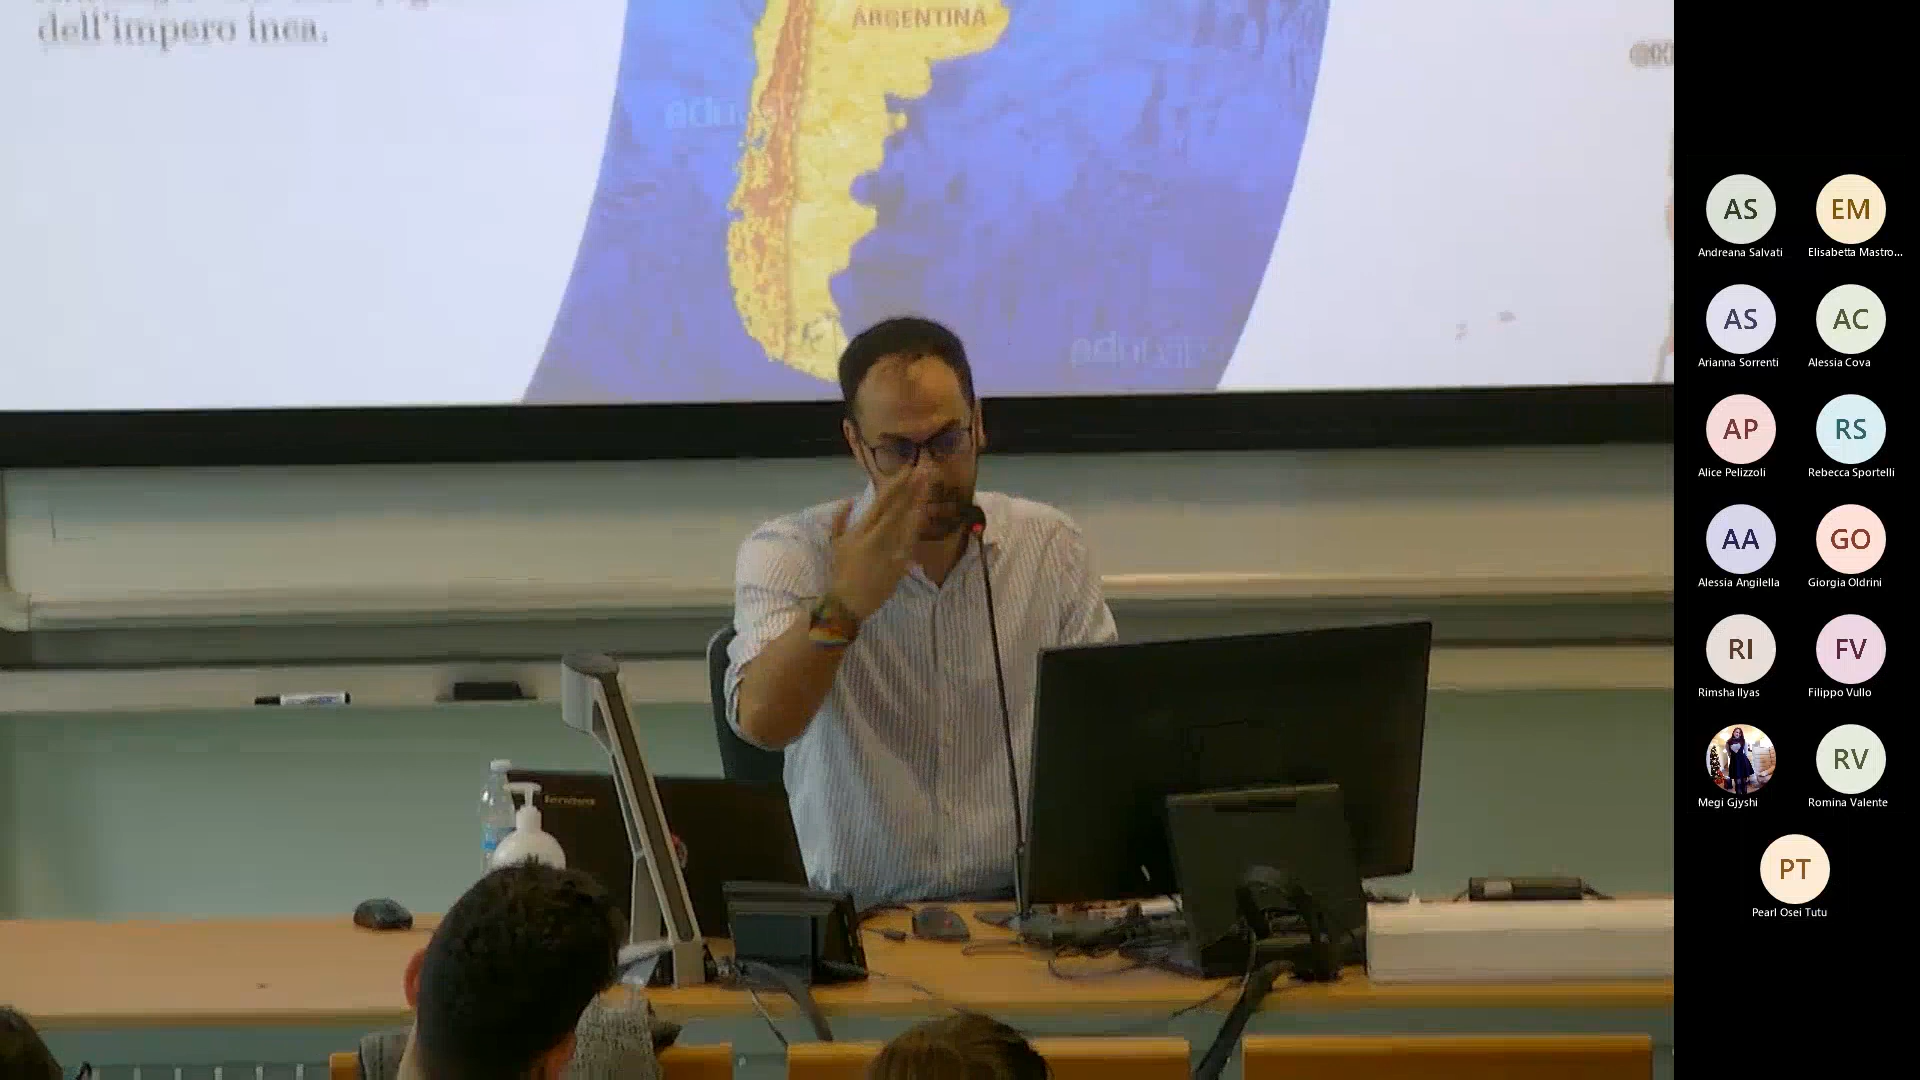 dell'impero inca.
ARGENTINA
lenovo
AS
Andreana Salvati
EM
Elisabetta Mastro...
AS
Arianna Sorrenti
AC
Alessia Cova
AP
Alice Pelizzoli
RS
Rebecca Sportelli
AA
Alessia Angilella
GO
Giorgia Oldrini
RI
Rimsha Ilyas
FV
Filippo Vullo
Megi Gjyshi
RV
Romina Valente
PT
Pearl Osei Tutu